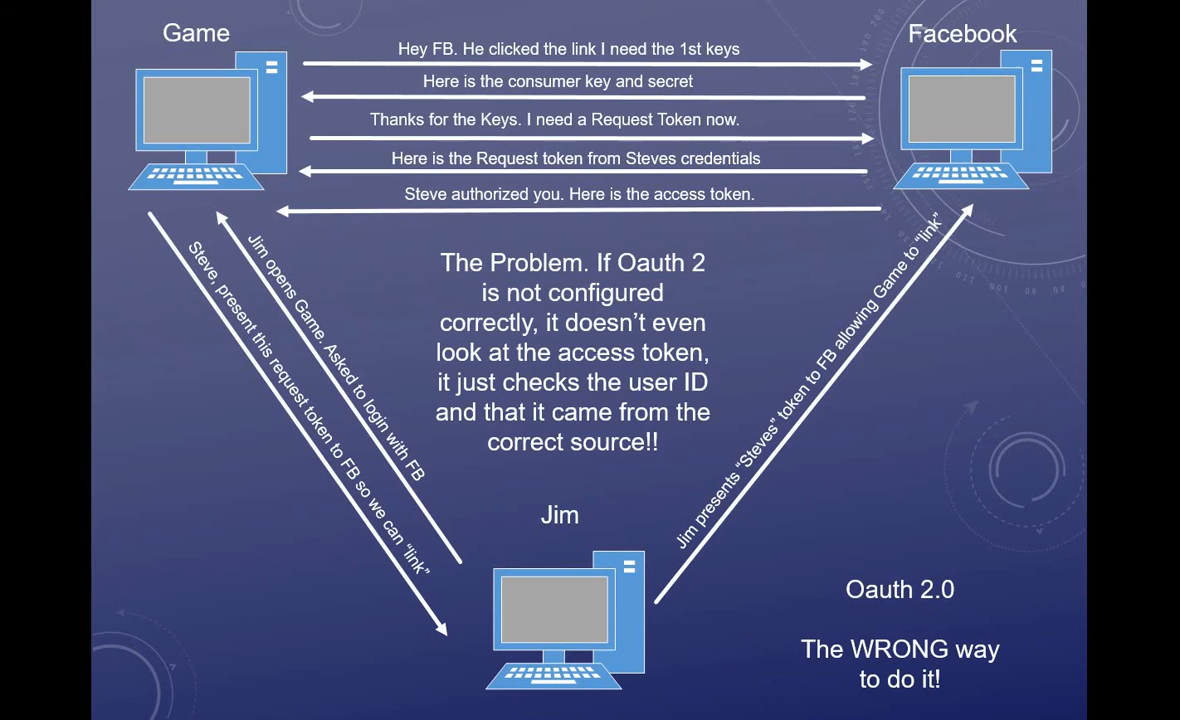 Game
Facebook
Hey FB. He clicked the link I need the 1st keys
Here is the consumer key and secret
Thanks for the Keys. I need a Request Token now.
Here is the Request token from Steves credentials
Steve authorized you. Here is the access token.
Steve, present this request token to FB so we can “link”
Jim opens Game. Asked to login with FB
The Problem. If Oauth 2
is not configured
correctly, it doesn’t even
look at the access token,
it just checks the user ID
and that it came from the
correct source!!
Jim presents “Steves” token to FB allowing Game to “link”
Jim
Oauth 2.0
The WRONG way
to do it!